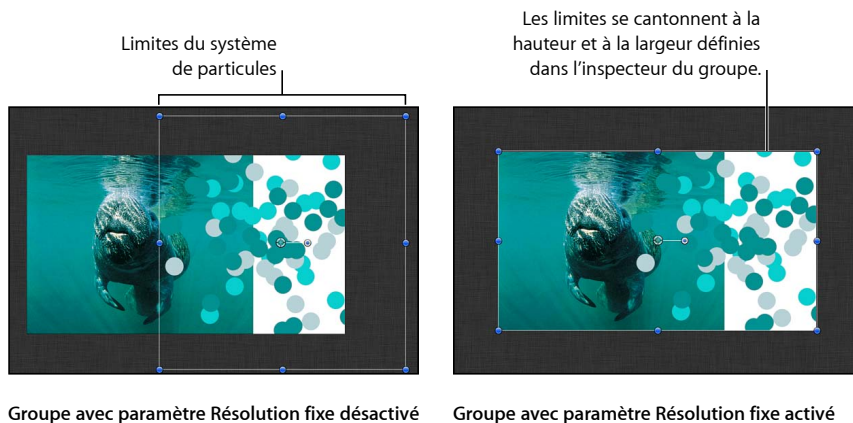 Limites du système
de particules
Les limites se cantonnent à la
hauteur et à la largeur définies
dans l’inspecteur du groupe.
Groupe avec paramètre Résolution fixe désactivé
Groupe avec paramètre Résolution fixe activé